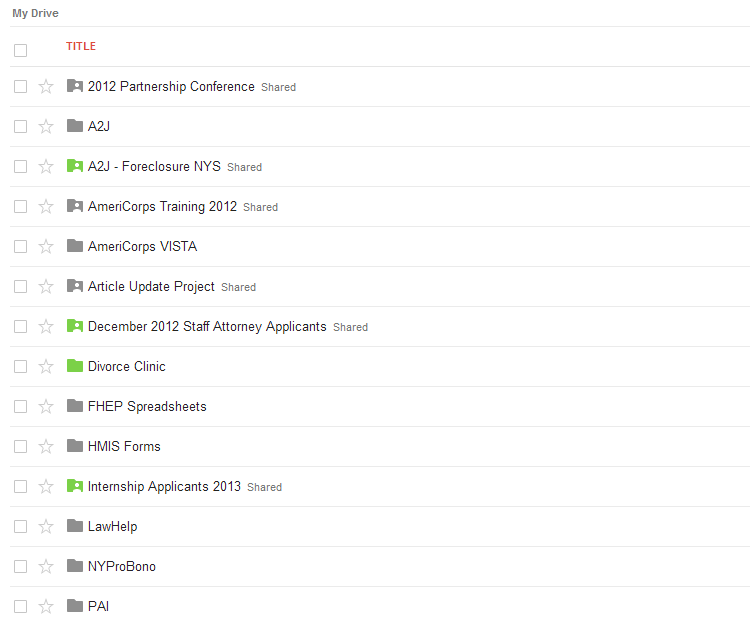 My Drive
TITLE
2012 Partnership Conference Shared
A2J
A2J - Foreclosure NYS Shared
AmeriCorps Training 2012 Shared
AmeriCorps VISTA
Article Update Project Shared
December 2012 Staff Attorney Applicants Shared
Divorce Clinic
FHEP Spreadsheets
HMIS Forms
Internship Applicants 2013 Shared
LawHelp
NYProBono
PAI